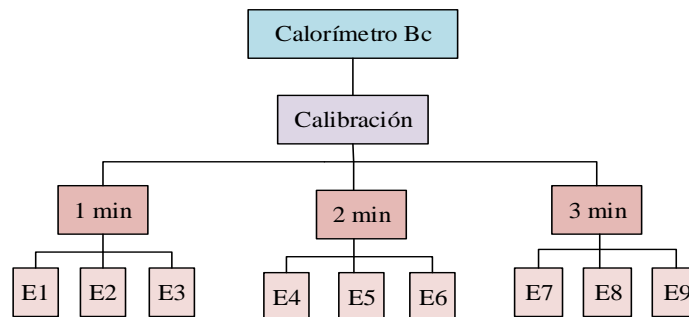 Calorímetro Bc
Calibración
1 min
2 min
3 min
E1
E2
E3
E4
E5
E6
E7
E8
E9